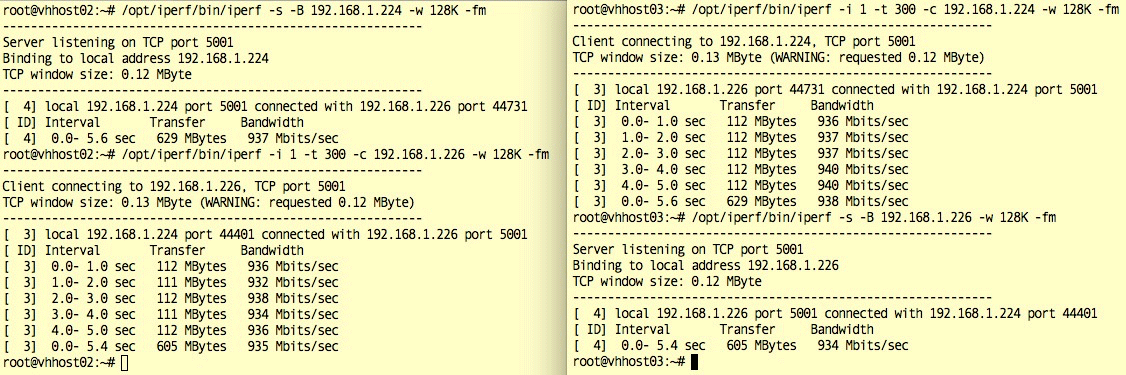 root@vhhost02:~# /opt/iperf/bin/iperf -s -B 192.168.1.224 -w 128K -fm
------------------------------------------------------------
Server listening on TCP port 5001
Binding to local address 192.168.1.224
TCP window size: 0.12 MByte
------------------------------------------------------------
[  4] local 192.168.1.224 port 5001 connected with 192.168.1.226 port 44731
[ ID] Interval       Transfer     Bandwidth
[  4]  0.0- 5.6 sec   629 MBytes   937 Mbits/sec
root@vhhost02:~# /opt/iperf/bin/iperf -i 1 -t 300 -c 192.168.1.226 -w 128K -fm
------------------------------------------------------------
Client connecting to 192.168.1.226, TCP port 5001
TCP window size: 0.13 MByte (WARNING: requested 0.12 MByte)
------------------------------------------------------------
[  3] local 192.168.1.224 port 44401 connected with 192.168.1.226 port 5001
[ ID] Interval       Transfer     Bandwidth
[  3]  0.0- 1.0 sec   112 MBytes   936 Mbits/sec
[  3]  1.0- 2.0 sec   111 MBytes   932 Mbits/sec
[  3]  2.0- 3.0 sec   112 MBytes   938 Mbits/sec
[  3]  3.0- 4.0 sec   111 MBytes   934 Mbits/sec
[  3]  4.0- 5.0 sec   112 MBytes   936 Mbits/sec
[  3]  0.0- 5.4 sec   605 MBytes   935 Mbits/sec
root@vhhost02:~#
root@vhhost03:~# /opt/iperf/bin/iperf -i 1 -t 300 -c 192.168.1.224 -w 128K -fm
------------------------------------------------------------
Client connecting to 192.168.1.224, TCP port 5001
TCP window size: 0.13 MByte (WARNING: requested 0.12 MByte)
------------------------------------------------------------
[  3] local 192.168.1.226 port 44731 connected with 192.168.1.224 port 5001
[ ID] Interval       Transfer     Bandwidth
[  3]  0.0- 1.0 sec   112 MBytes   936 Mbits/sec
[  3]  1.0- 2.0 sec   112 MBytes   937 Mbits/sec
[  3]  2.0- 3.0 sec   112 MBytes   937 Mbits/sec
[  3]  3.0- 4.0 sec   112 MBytes   940 Mbits/sec
[  3]  4.0- 5.0 sec   112 MBytes   940 Mbits/sec
[  3]  0.0- 5.6 sec   629 MBytes   938 Mbits/sec
root@vhhost03:~# /opt/iperf/bin/iperf -s -B 192.168.1.226 -w 128K -fm
------------------------------------------------------------
Server listening on TCP port 5001
Binding to local address 192.168.1.226
TCP window size: 0.12 MByte
------------------------------------------------------------
[  4] local 192.168.1.226 port 5001 connected with 192.168.1.224 port 44401
[ ID] Interval       Transfer     Bandwidth
[  4]  0.0- 5.4 sec   605 MBytes   934 Mbits/sec
root@vhhost03:~#